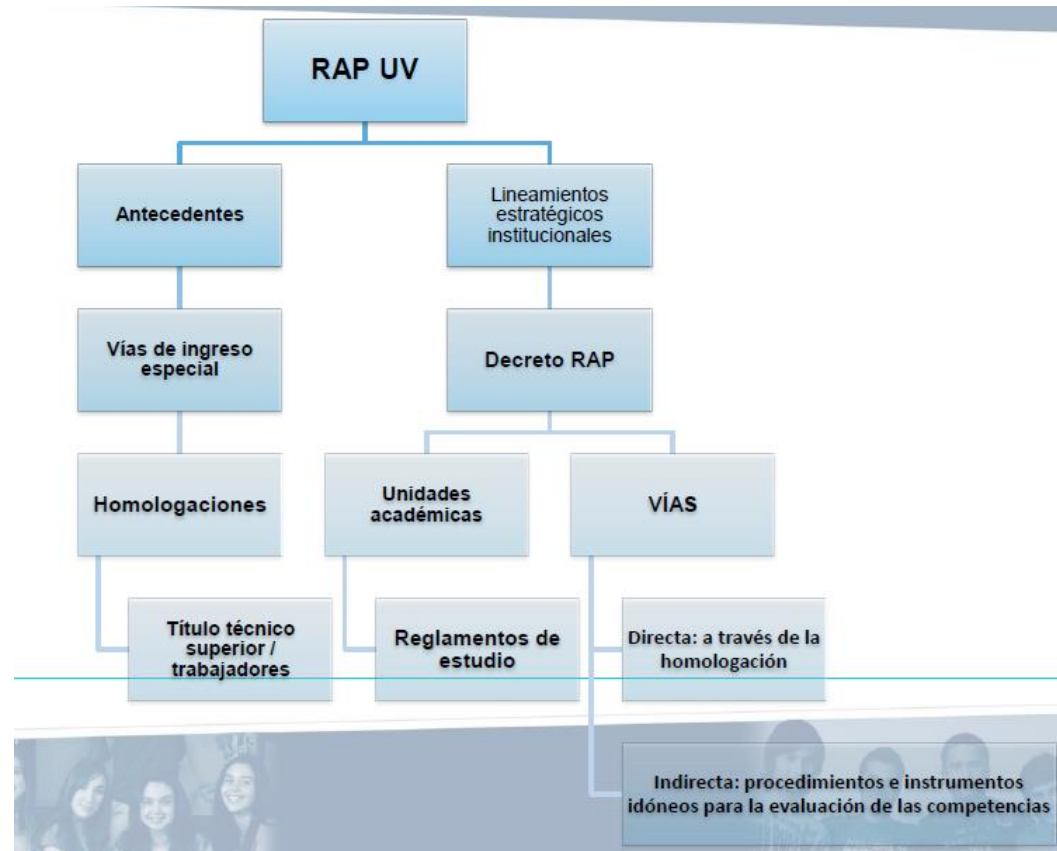 RAP UV
Antecedentes
Lineamientos
estratégicos
institucionales
Vías de ingreso
especial
Decreto RAP
Homologaciones
Unidades
académicas
VÍAS
Título técnico
superior /
trabajadores
Reglamentos de
estudio
Directa: a través de la
homologación
Indirecta: procedimientos e instrumentos
idóneos para la evaluación de las competencias